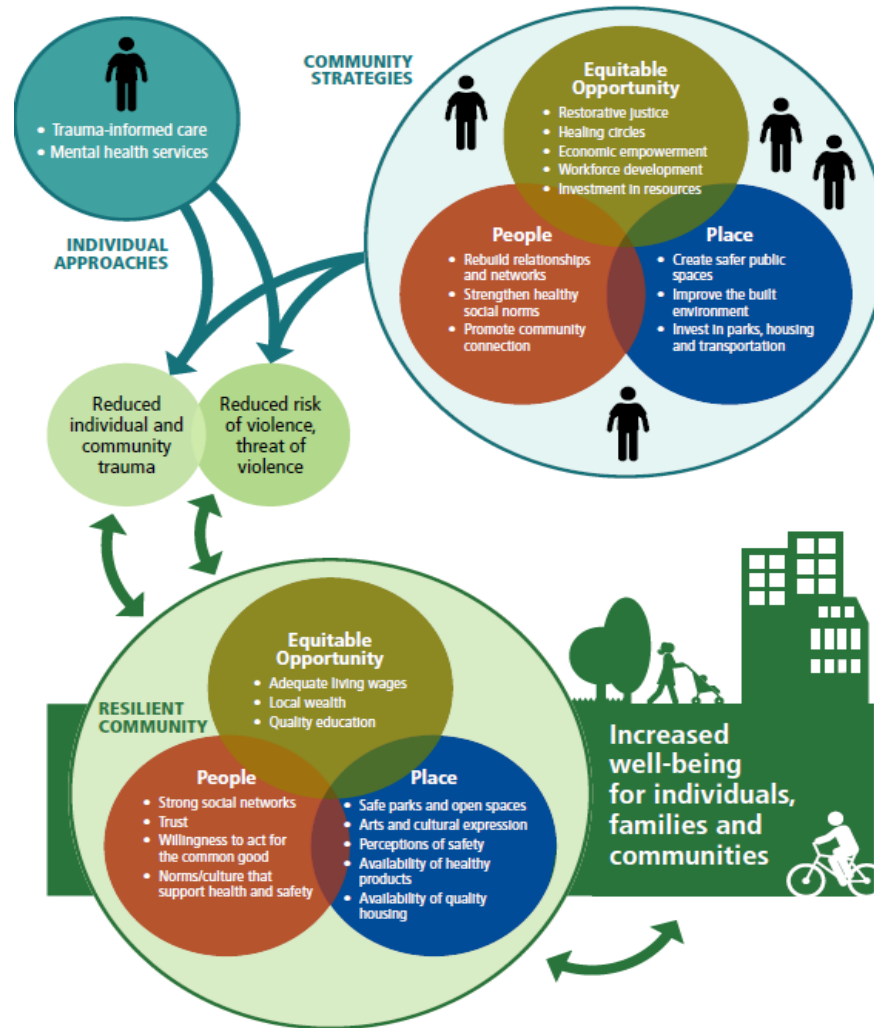 • Trauma-informed care
• Mental health services
INDIVIDUAL
APPROACHES
COMMUNITY
STRATEGIES
Equitable
Opportunity
• Restorative justice
• Healing circles
• Economic empowerment
• Workforce development
• Investment in resources
People
• Rebuild relationships
and networks
• Strengthen healthy
social norms
• Promote community
connection
Place
• Create safer public
spaces
• Improve the built
environment
• Invest in parks, housing
and transportation
Reduced
individual and
community
trauma
Reduced risk
of violence,
threat of
violence
RESILIENT
COMMUNITY
Equitable
Opportunity
• Adequate living wages
• Local wealth
• Quality education
People
• Strong social networks
• Trust
• Willingness to act for
the common good
• Norms/culture that
support health and safety
Place
• Safe parks and open spaces
• Arts and cultural expression
• Perceptions of safety
• Availability of healthy
products
• Availability of quality
housing
Increased
well-being
for individuals,
families and
communities